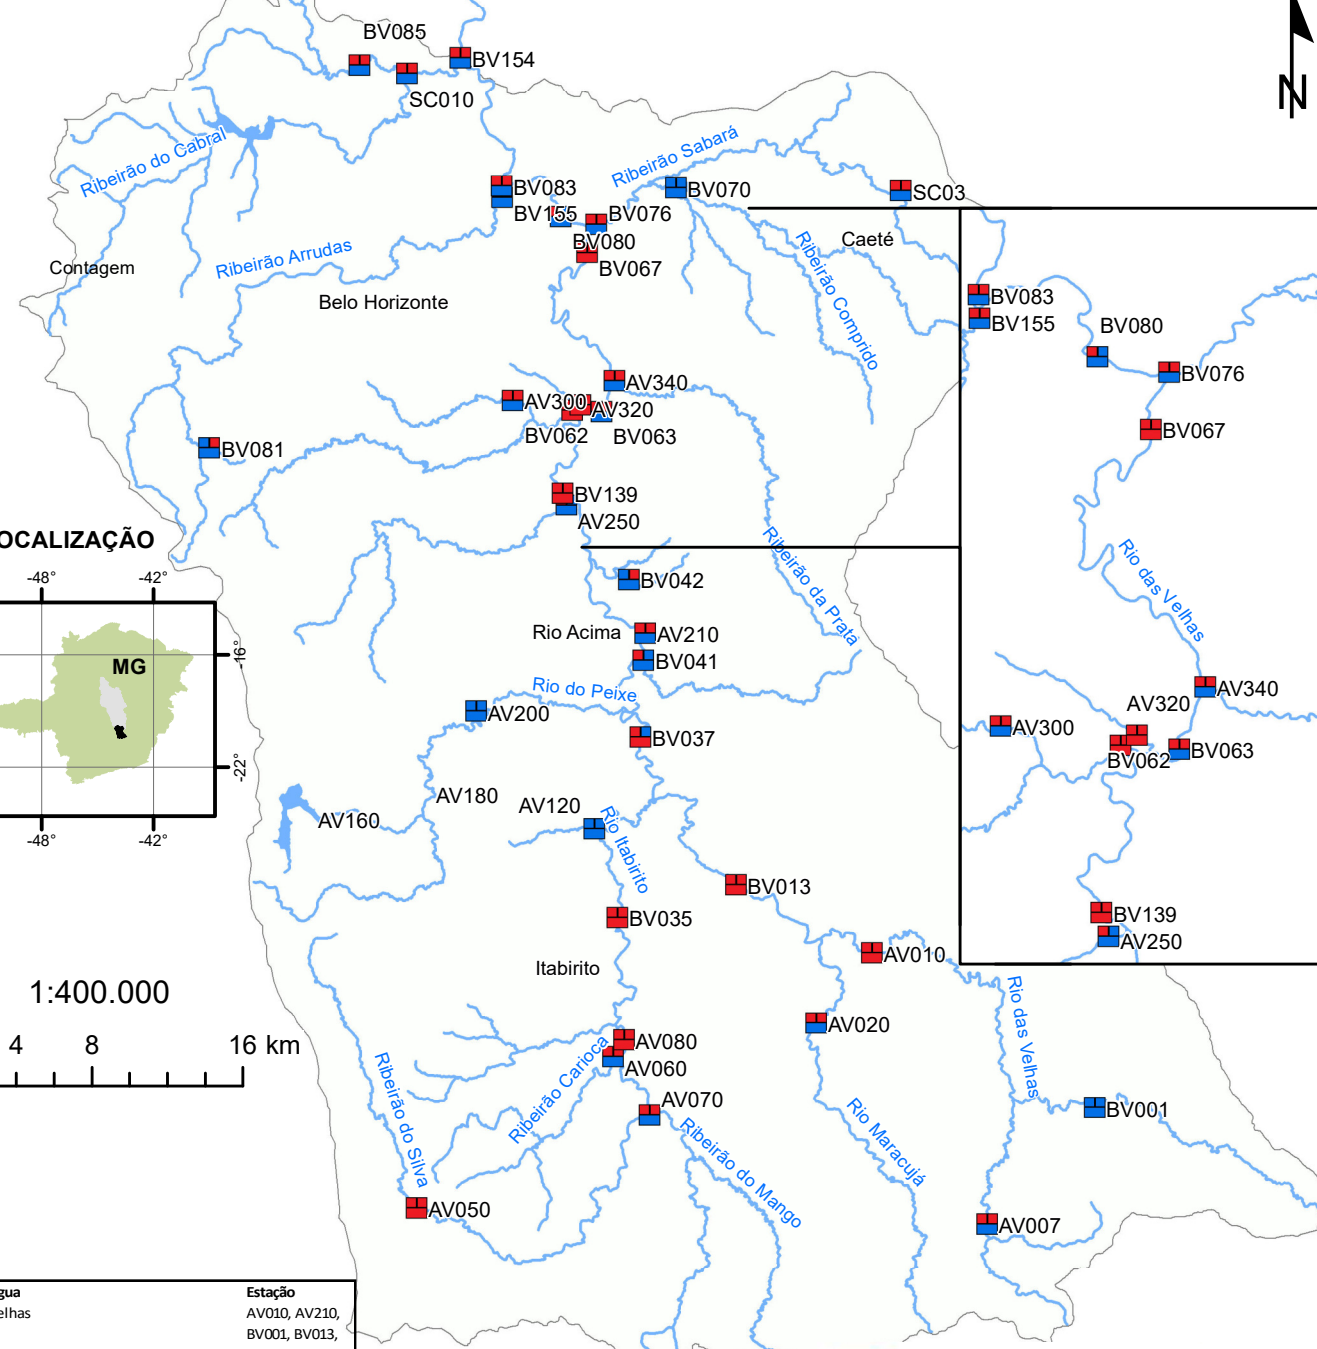 BV085
BV154
SC010
N
Ribeirão do Cabral
Ribeirão Sabará
BV083
BV070
SC03
BV155
BV076
BV080
BV067
Caeté
Ribeirão Arrudas
Contagem
Belo Horizonte
Ribeirão Comprido
BV083
BV155
BV080
BV076
BV067
AV340
AV300
AV320
BV062
BV063
BV081
BV139
AV250
OCALIZAÇÃO
-48°
-42°
MG
-16°
-22°
-48°
-42°
BV042
Rio Acima
AV210
BV041
Ribeirão da Prata
Rio das Velhas
AV340
AV320
AV300
BV063
BV062
BV139
AV250
Rio do Peixe
AV200
BV037
AV180
AV160
AV120
Rio Itabirito
BV013
BV035
AV010
Itabirito
1:400.000
4
8
16 km
Rio das Velhas
AV020
AV080
AV060
AV070
Ribeirão Carioca
Ribeirão do Silva
Ribeirão do Mango
Rio Maracujá
BV001
AV050
AV007
gua
Estação
elhas
AV010, AV210,
BV001, BV013,